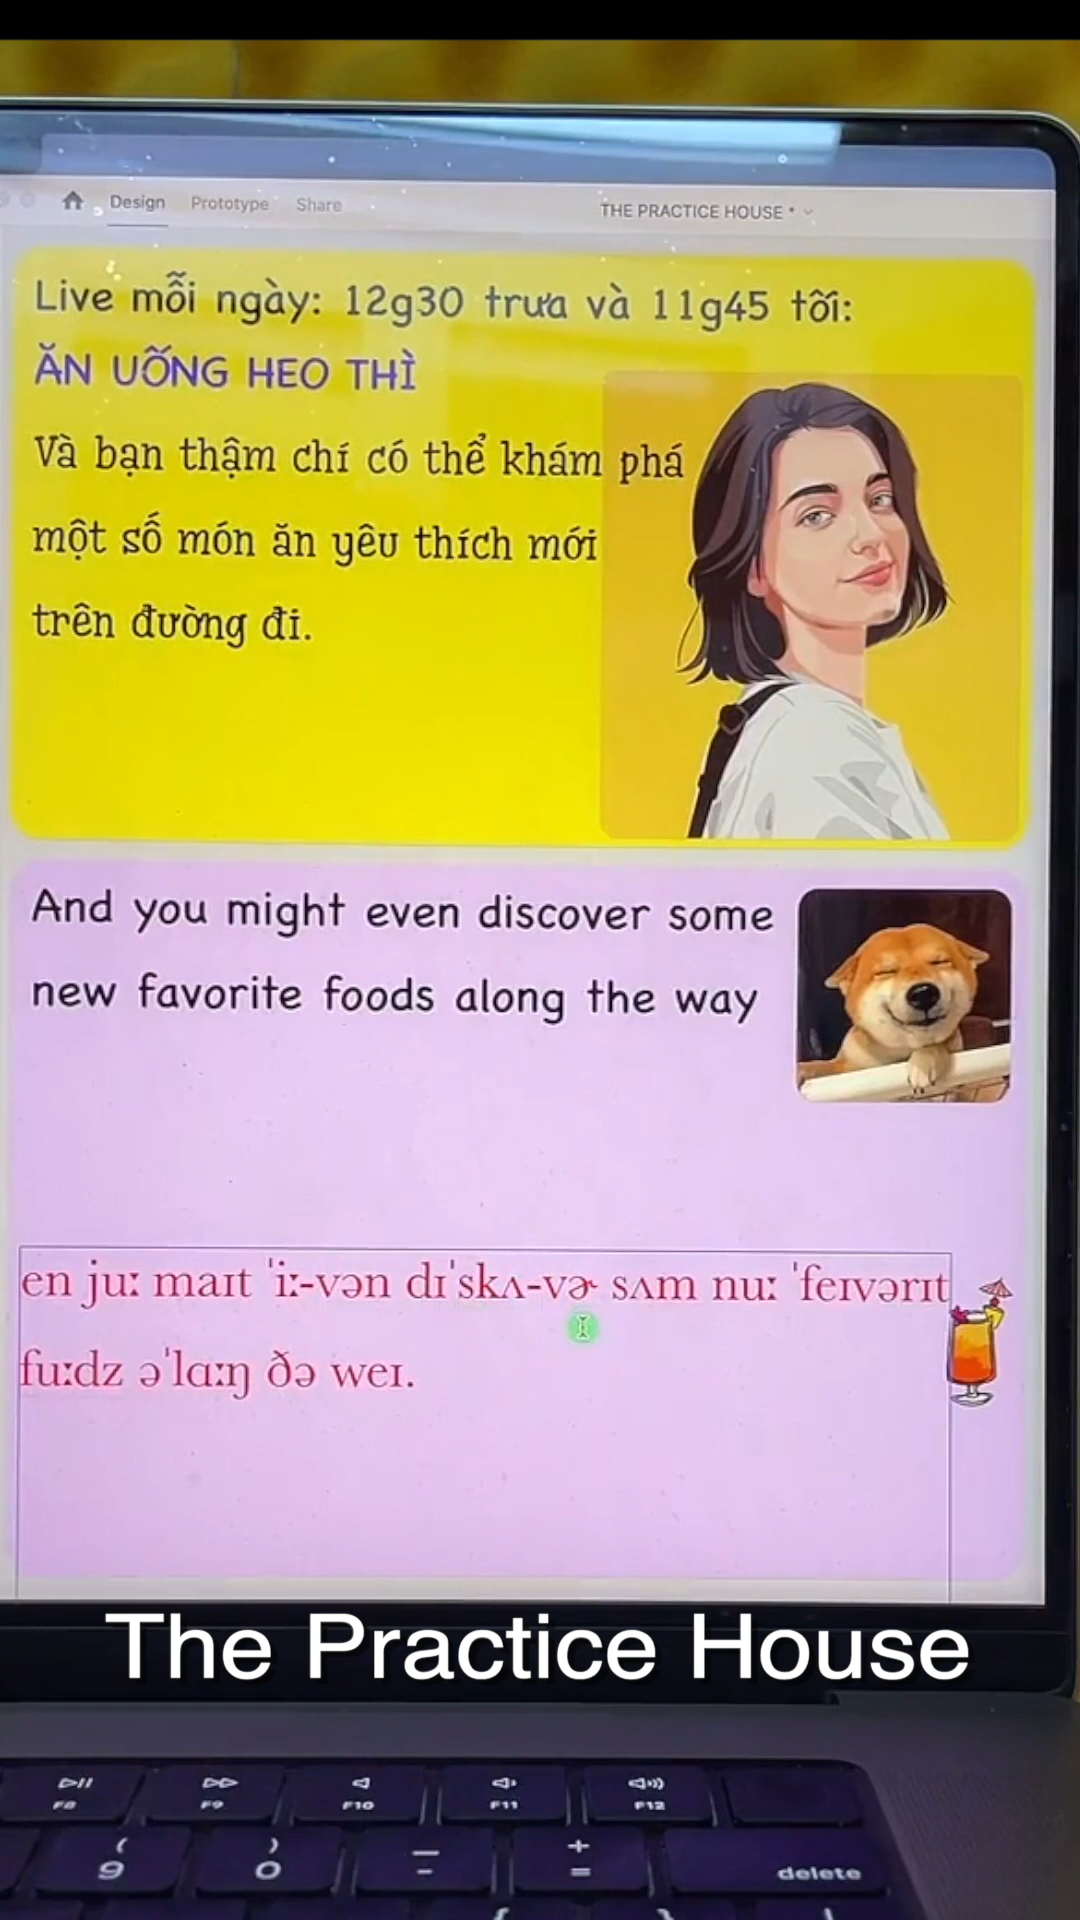 Design Prototype Share THE PRACTICE HOUSE *
Live mỗi ngày: 12g30 trưa và 11g45 tối:
ĂN UỐNG HEO THÌ
Và bạn thậm chí có thể khám phá
một số món ăn yêu thích mới
trên đường đi.
And you might even discover some
new favorite foods along the way
en juː maɪt ˈiː-vən dɪˈskʌ-vɚ sʌm nuː ˈfeɪvərɪt
fuːdz əˈlɑːŋ ðə weɪ.
The Practice House
F8 F9 F10 F11 F12
( ) — +
9 0 - =
delete